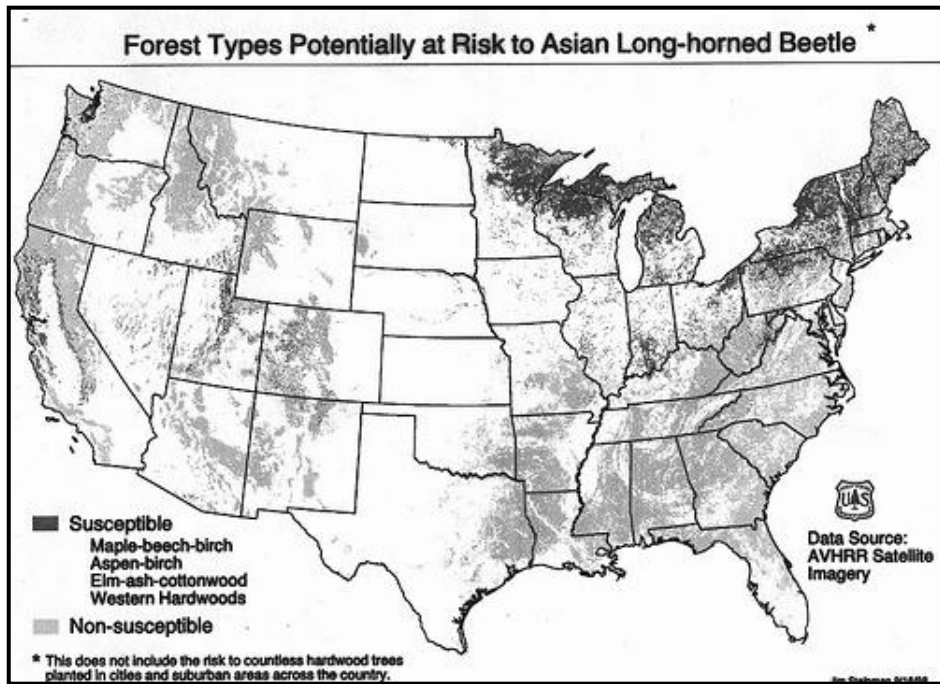 Forest Types Potentially at Risk to Asian Long-horned Beetle *
Susceptible
Maple-beech-birch
Aspen-birch
Elm-ash-cottonwood
Western Hardwoods
Non-susceptible
* This does not include the risk to countless hardwood trees
planted in cities and suburban areas across the country.
UAS
Data Source:
AVHRR Satellite
Imagery